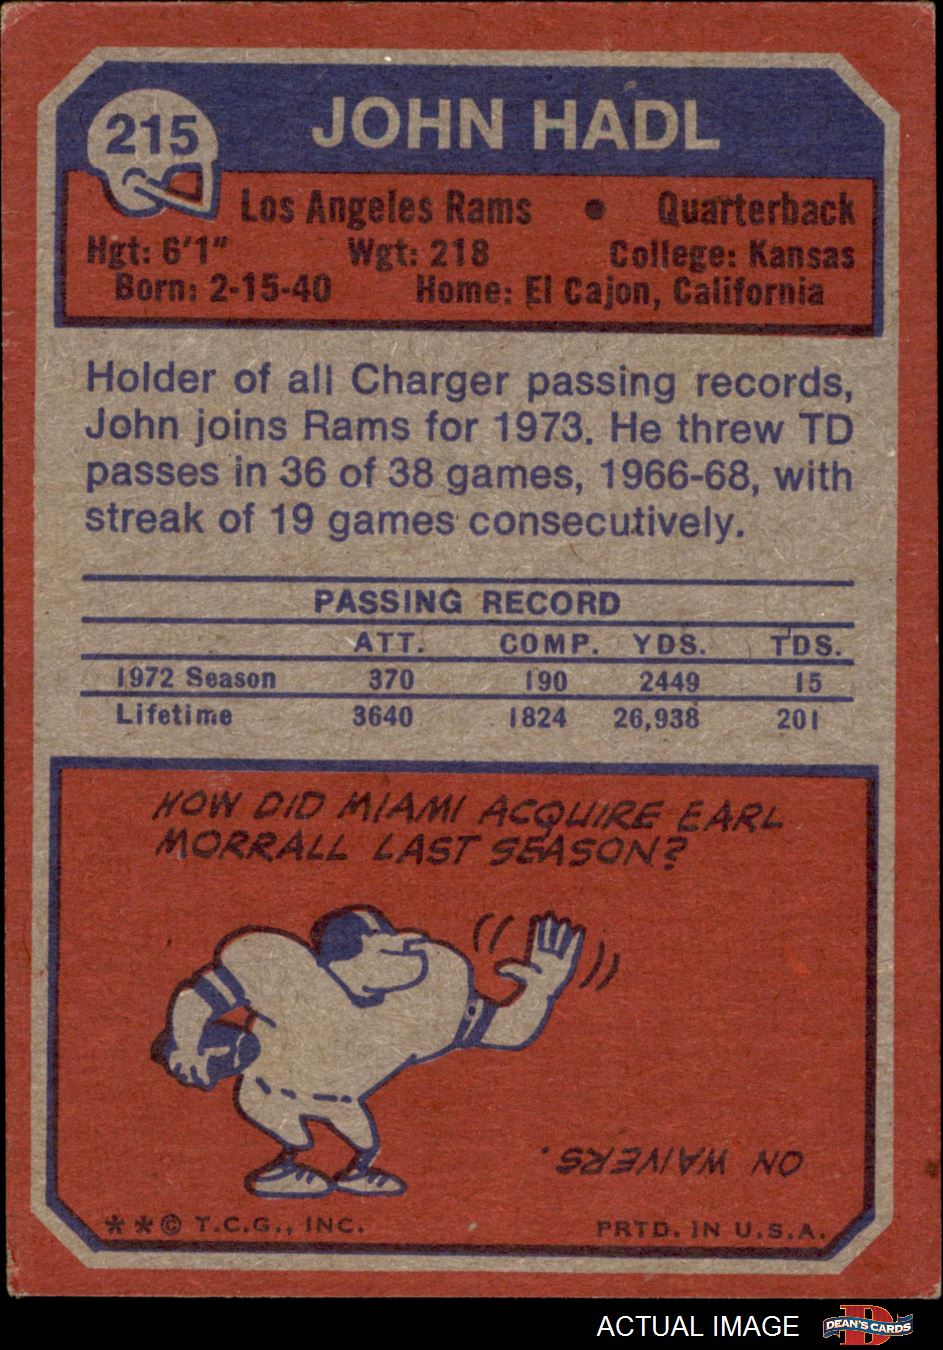 215
JOHN HADL
Los Angeles Rams • Quarterback
Hgt: 6'1" Wgt: 218 College: Kansas
Born: 2-15-40 Home: El Cajon, California
Holder of all Charger passing records,
John joins Rams for 1973. He threw TD
passes in 36 of 38 games, 1966-68, with
streak of 19 games consecutively.
PASSING RECORD
ATT. COMP. YDS. TDS.
1972 Season 370 190 2449 15
Lifetime 3640 1824 26,938 201
HOW DID MIAMI ACQUIRE EARL
MORRALL LAST SEASON?
ON WAIVERS.
** © T.C.G., INC. PRTD. IN U.S.A.
ACTUAL IMAGE
D
DEAN'S CARDS